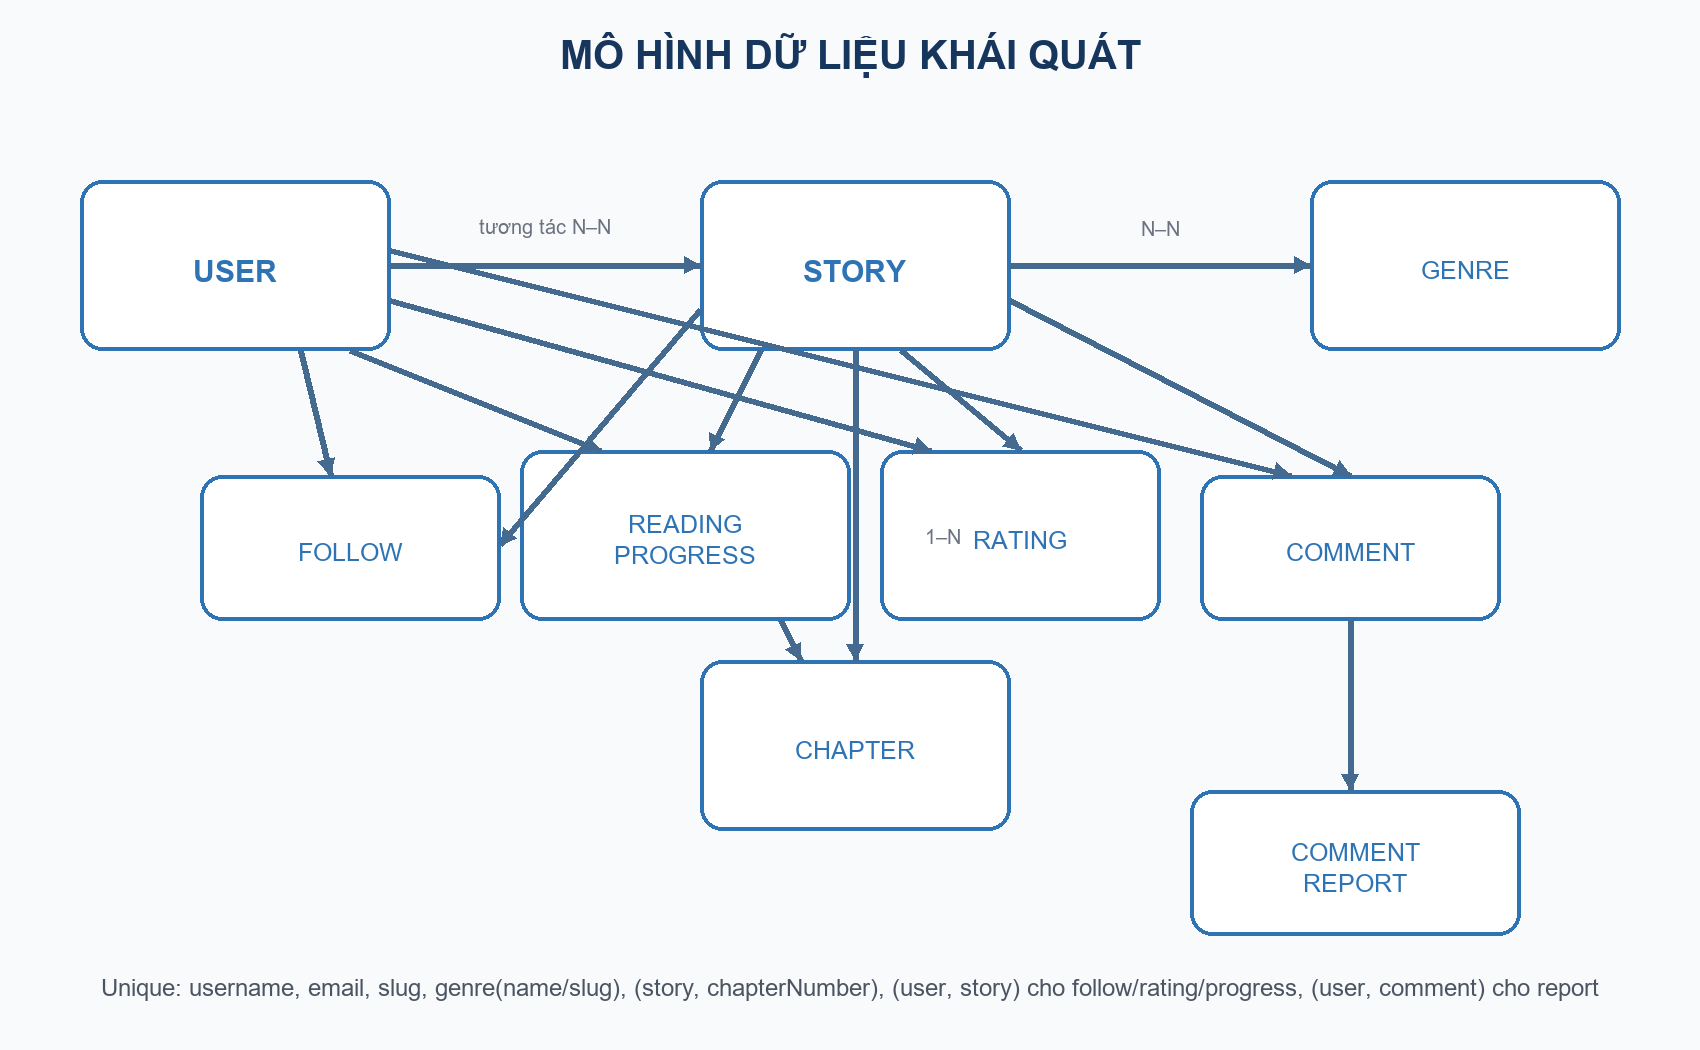 MÔ HÌNH DỮ LIỆU KHÁI QUÁT
tương tác N–N
N–N
USER
STORY
GENRE
FOLLOW
READING
PROGRESS
1–N
RATING
COMMENT
CHAPTER
COMMENT
REPORT
Unique: username, email, slug, genre(name/slug), (story, chapterNumber), (user, story) cho follow/rating/progress, (user, comment) cho report